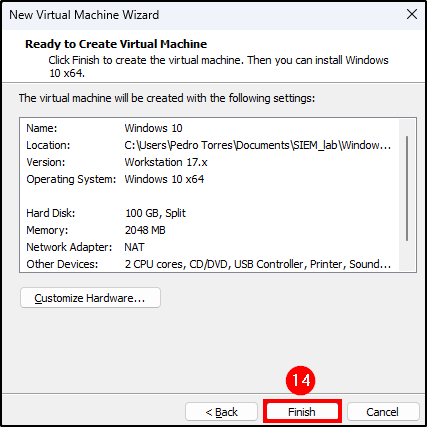 New Virtual Machine Wizard
Ready to Create Virtual Machine
Click Finish to create the virtual machine. Then you can install Windows
10 x64.
The virtual machine will be created with the following settings:
Name: Windows 10
Location: C:\Users\Pedro Torres\Documents\SIEM_lab\Window...
Version: Workstation 17.x
Operating System: Windows 10 x64
Hard Disk: 100 GB, Split
Memory: 2048 MB
Network Adapter: NAT
Other Devices: 2 CPU cores, CD/DVD, USB Controller, Printer, Sound...
Customize Hardware...
14
< Back Finish Cancel